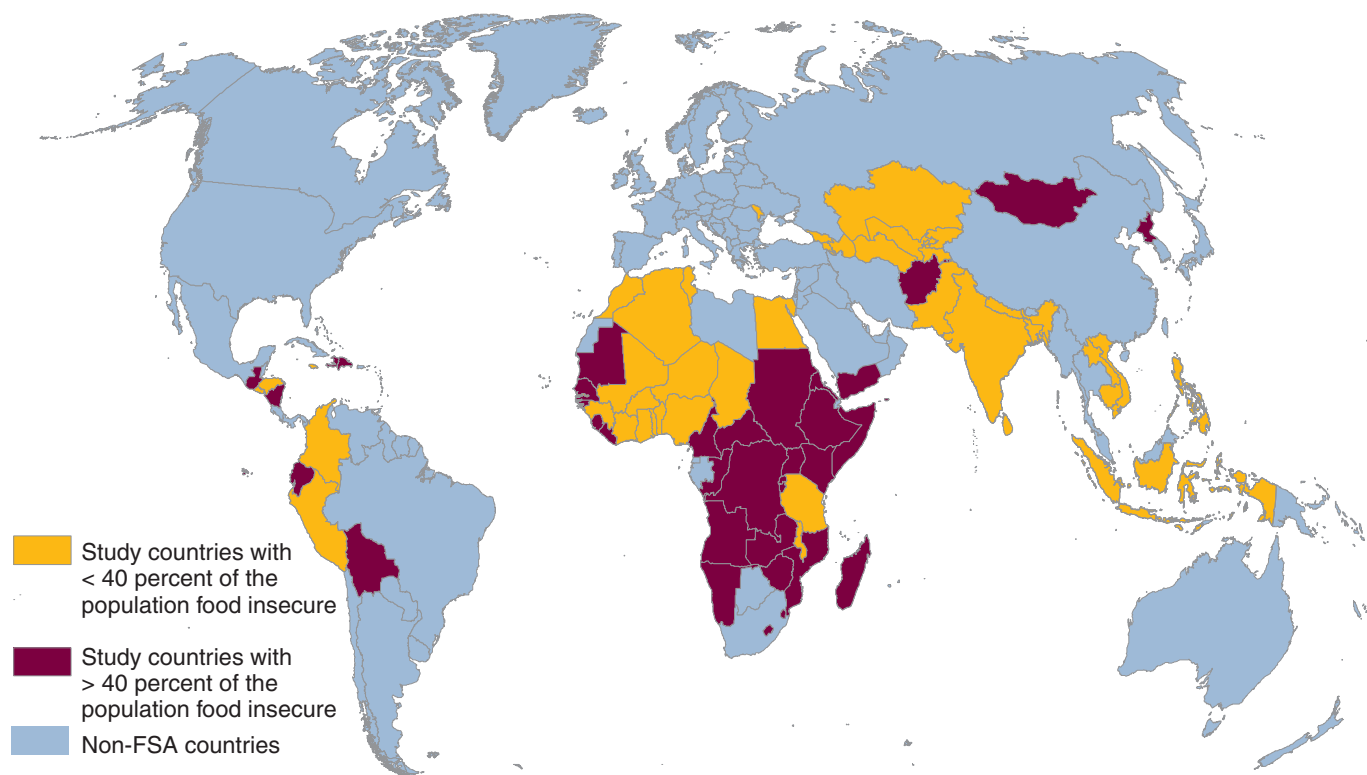 Study countries with
< 40 percent of the
population food insecure
Study countries with
> 40 percent of the
population food insecure
Non-FSA countries